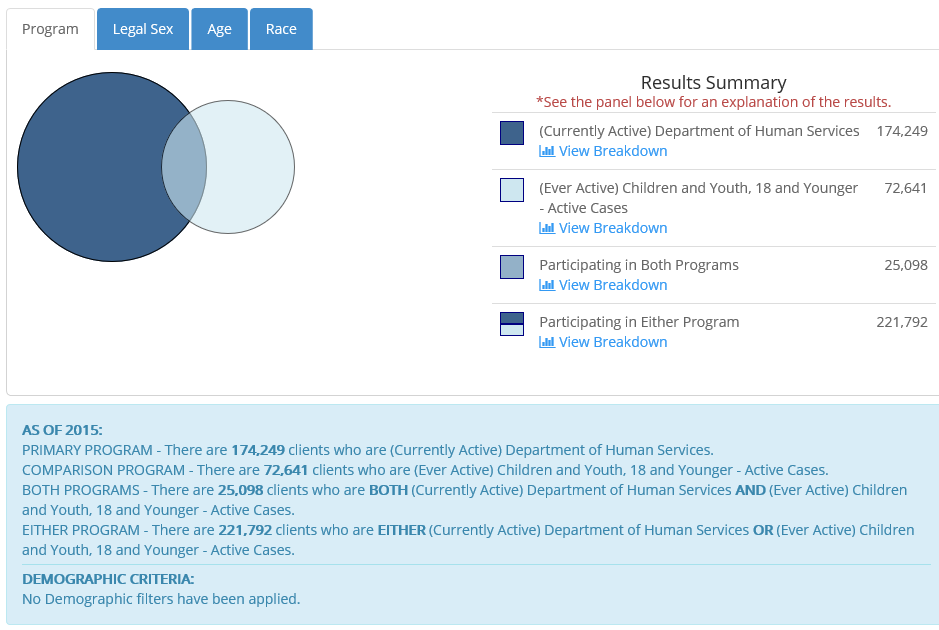 Program
Legal Sex
Age
Race
Results Summary
*See the panel below for an explanation of the results.
(Currently Active) Department of Human Services 174,249
View Breakdown
(Ever Active) Children and Youth, 18 and Younger 72,641
- Active Cases
View Breakdown
Participating in Both Programs 25,098
View Breakdown
Participating in Either Program 221,792
View Breakdown
AS OF 2015:
PRIMARY PROGRAM - There are 174,249 clients who are (Currently Active) Department of Human Services.
COMPARISON PROGRAM - There are 72,641 clients who are (Ever Active) Children and Youth, 18 and Younger - Active Cases.
BOTH PROGRAMS - There are 25,098 clients who are BOTH (Currently Active) Department of Human Services AND (Ever Active) Children
and Youth, 18 and Younger - Active Cases.
EITHER PROGRAM - There are 221,792 clients who are EITHER (Currently Active) Department of Human Services OR (Ever Active) Children
and Youth, 18 and Younger - Active Cases.
DEMOGRAPHIC CRITERIA:
No Demographic filters have been applied.